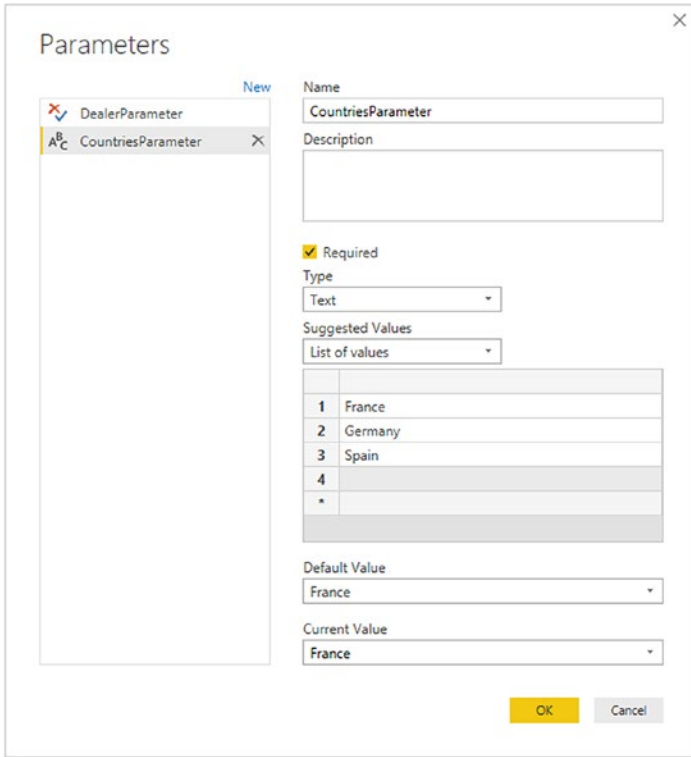 Parameters
New
DealerParameter
ABC CountriesParameter
Name
CountriesParameter
Description
Required
Type
Text
Suggested Values
List of values
1 France
2 Germany
3 Spain
4
*
Default Value
France
Current Value
France
OK
Cancel